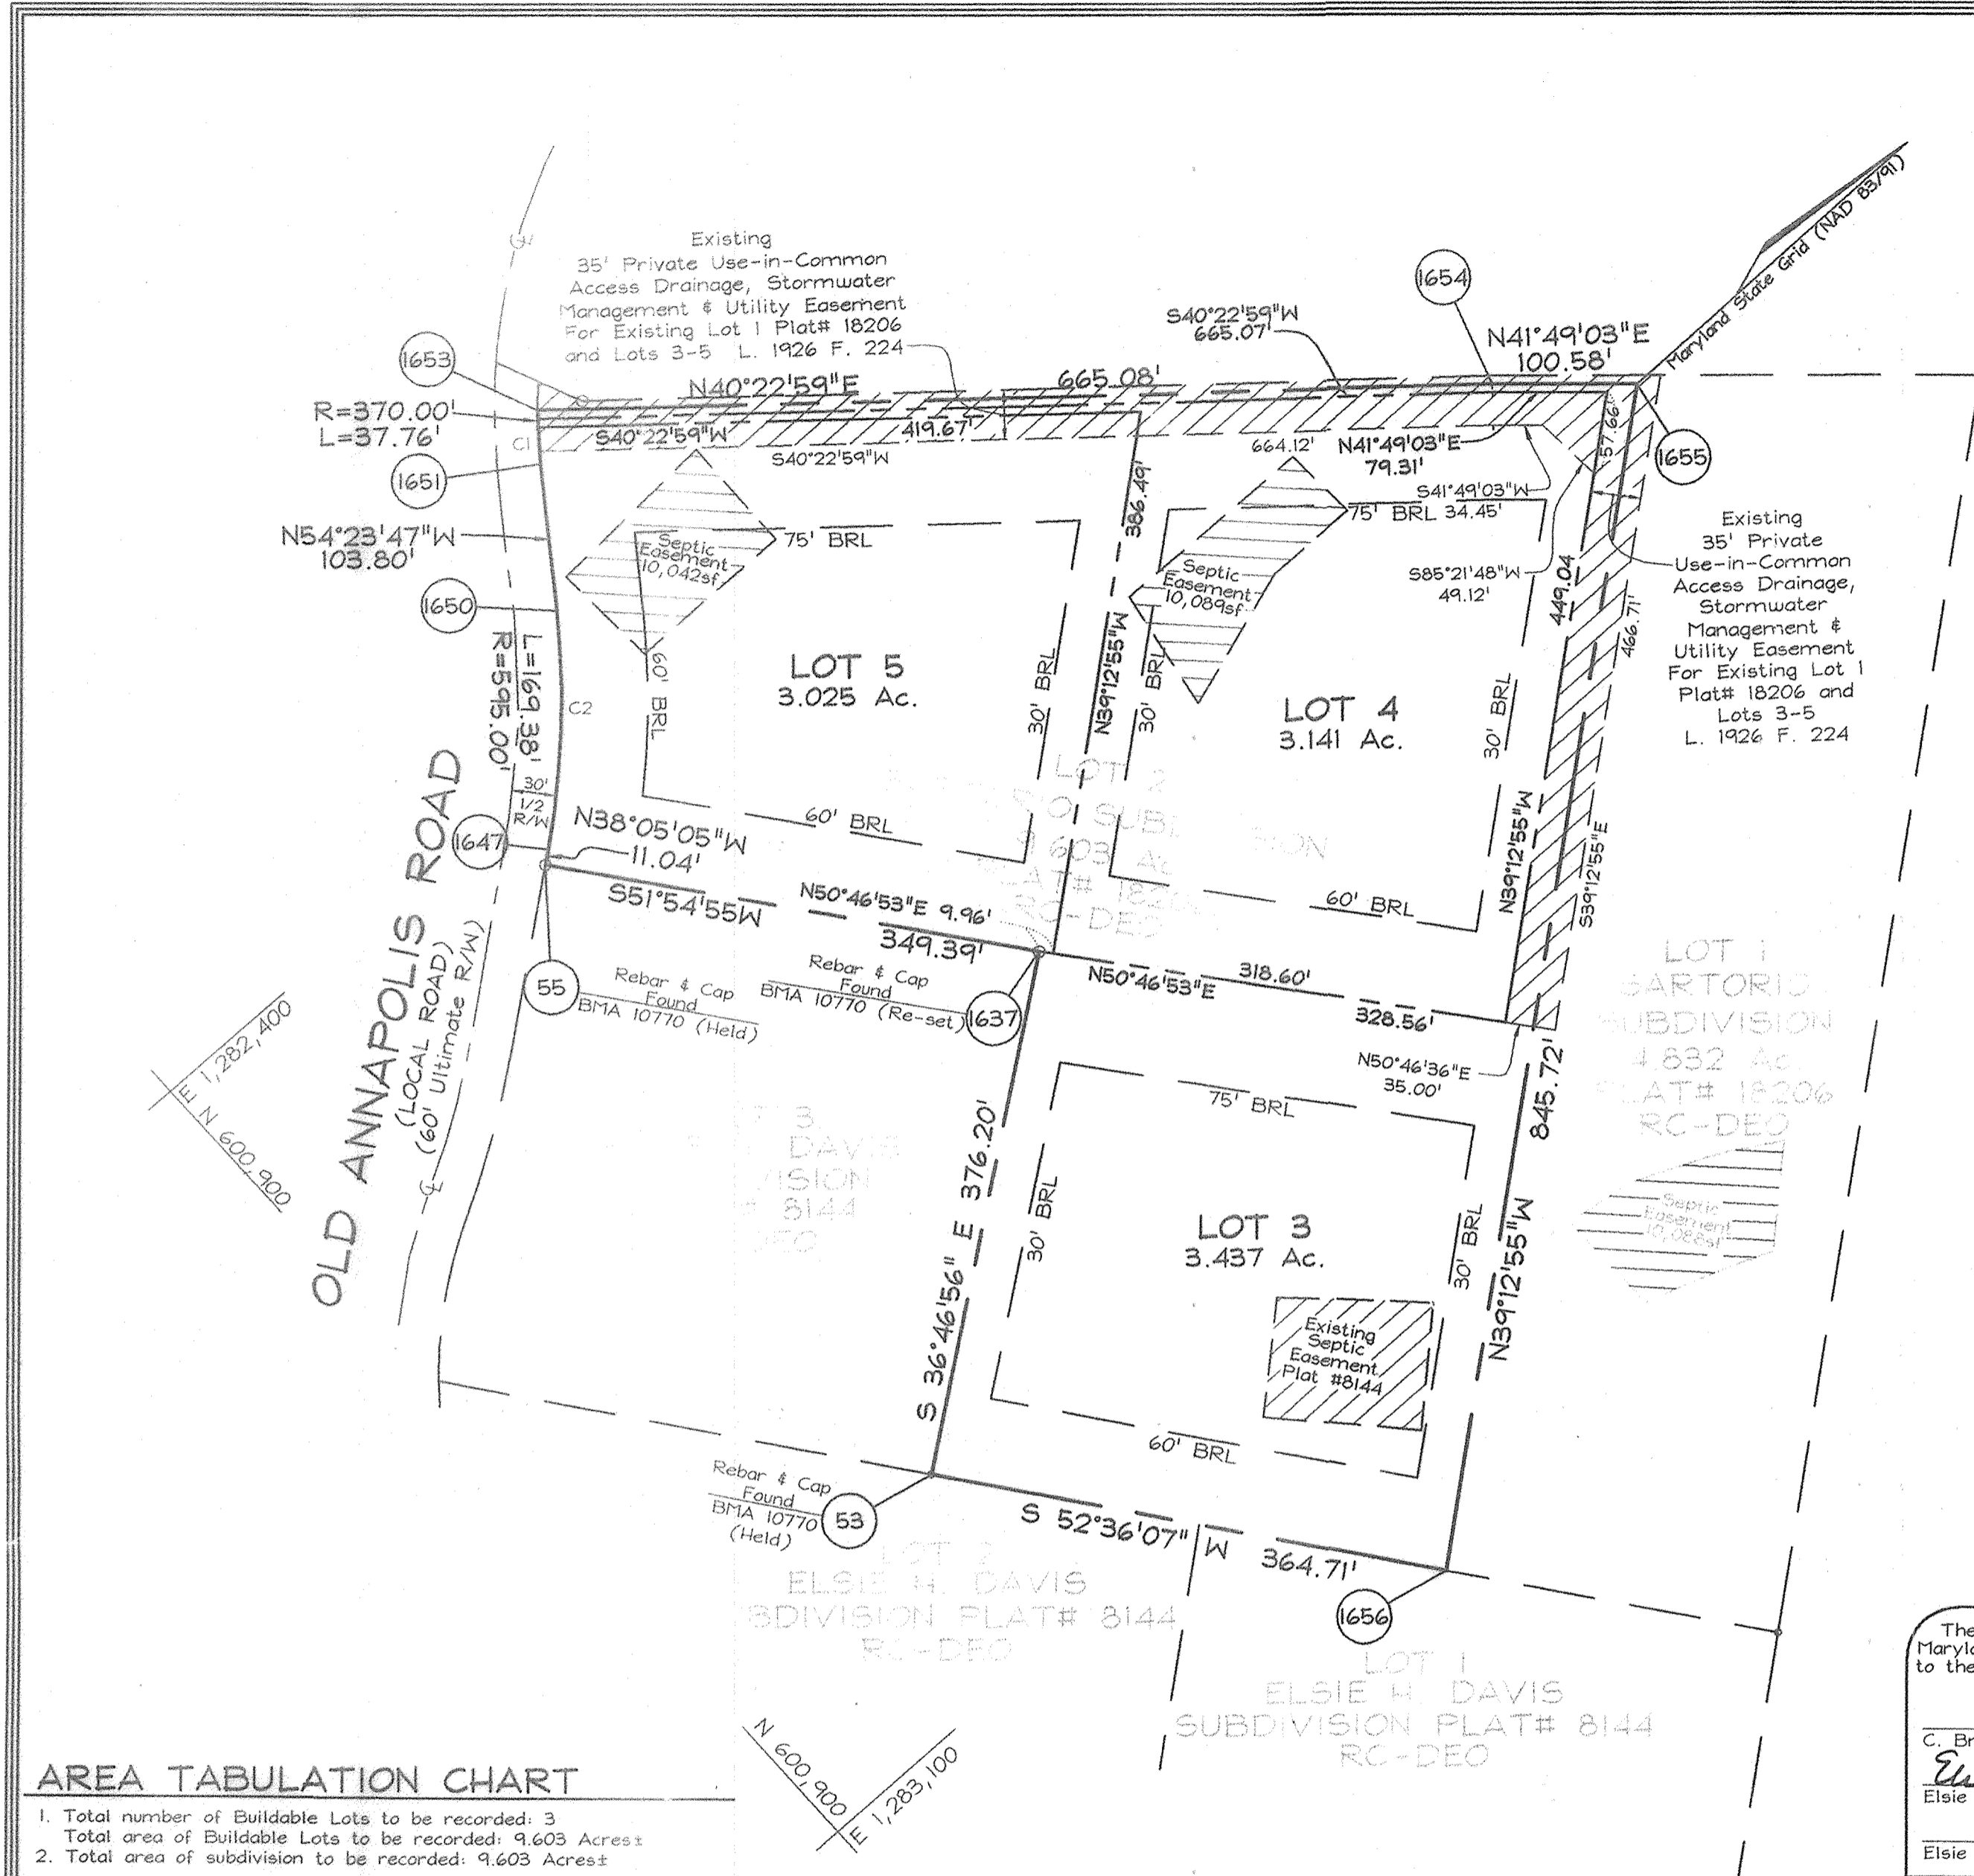 Existing
35' Private Use-in-Common
Access Drainage, Stormwater
Management & Utility Easement
For Existing Lot 1 Plat# 18206
and Lots 3-5 L. 1926 F. 224
1653
R=370.00'
L=37.76'
C1
1651
N54°23'47"W
103.80'
1650
L=169.38'
R=595.00'
C2
30'
1/2
R/W
1647
N38°05'05"W
11.04'
N40°22'59"E
665.08'
S40°22'59"W
419.67'
S40°22'59"W
664.12'
S40°22'59"W
665.07'
1654
N41°49'03"E
100.58'
Maryland State Grid (NAD 83/91)
N41°49'03"E
79.31'
S41°49'03"W
34.45'
S85°21'48"W
49.12'
57.66'
1655
449.04
466.71'
Existing
35' Private
Use-in-Common
Access Drainage,
Stormwater
Management &
Utility Easement
For Existing Lot 1
Plat# 18206 and
Lots 3-5
L. 1926 F. 224
Septic
Easement
10,042sf
75' BRL
60' BRL
LOT 5
3.025 Ac.
30' BRL
60' BRL
386.49'
N39°12'55"W
Septic
Easement
10,089sf
75' BRL
30' BRL
LOT 4
3.141 Ac.
30' BRL
60' BRL
N39°12'55"W
S39°12'55"E
LOT 2
603
RC-DEO
S51°54'55W
349.39'
N50°46'53"E 9.96'
N50°46'53"E
318.60'
328.56'
N50°46'36"E
35.00'
55
Rebar & Cap
Found
BMA 10770 (Held)
Rebar & Cap
Found
BMA 10770 (Re-set)
1637
OLD ANNAPOLIS ROAD
(LOCAL ROAD)
(60' Ultimate R/W)
E 1,282,400
N 600,900
3
DAVIS
8144
S 36°46'56" E 376.20'
75' BRL
30' BRL
LOT 3
3.437 Ac.
30' BRL
60' BRL
Existing
Septic
Easement
Plat #8144
845.72'
N39°12'55"W
LOT 1
SARTORIO
SUBDIVISION
4.832 Ac.
PLAT# 18206
RC-DEO
Septic
Easement
10,088sf
Rebar & Cap
Found
BMA 10770
(Held)
53
S 52°36'07" W 364.71'
1656
LOT 2
ELSIE H. DAVIS
SUBDIVISION PLAT# 8144
RC-DEO
LOT 1
ELSIE H. DAVIS
SUBDIVISION PLAT# 8144
RC-DEO
N 600,900
E 1,283,100
AREA TABULATION CHART
1. Total number of Buildable Lots to be recorded: 3
Total area of Buildable Lots to be recorded: 9.603 Acres±
2. Total area of subdivision to be recorded: 9.603 Acres±
The
Maryla
to the
C. Br
Elsie
Elsie